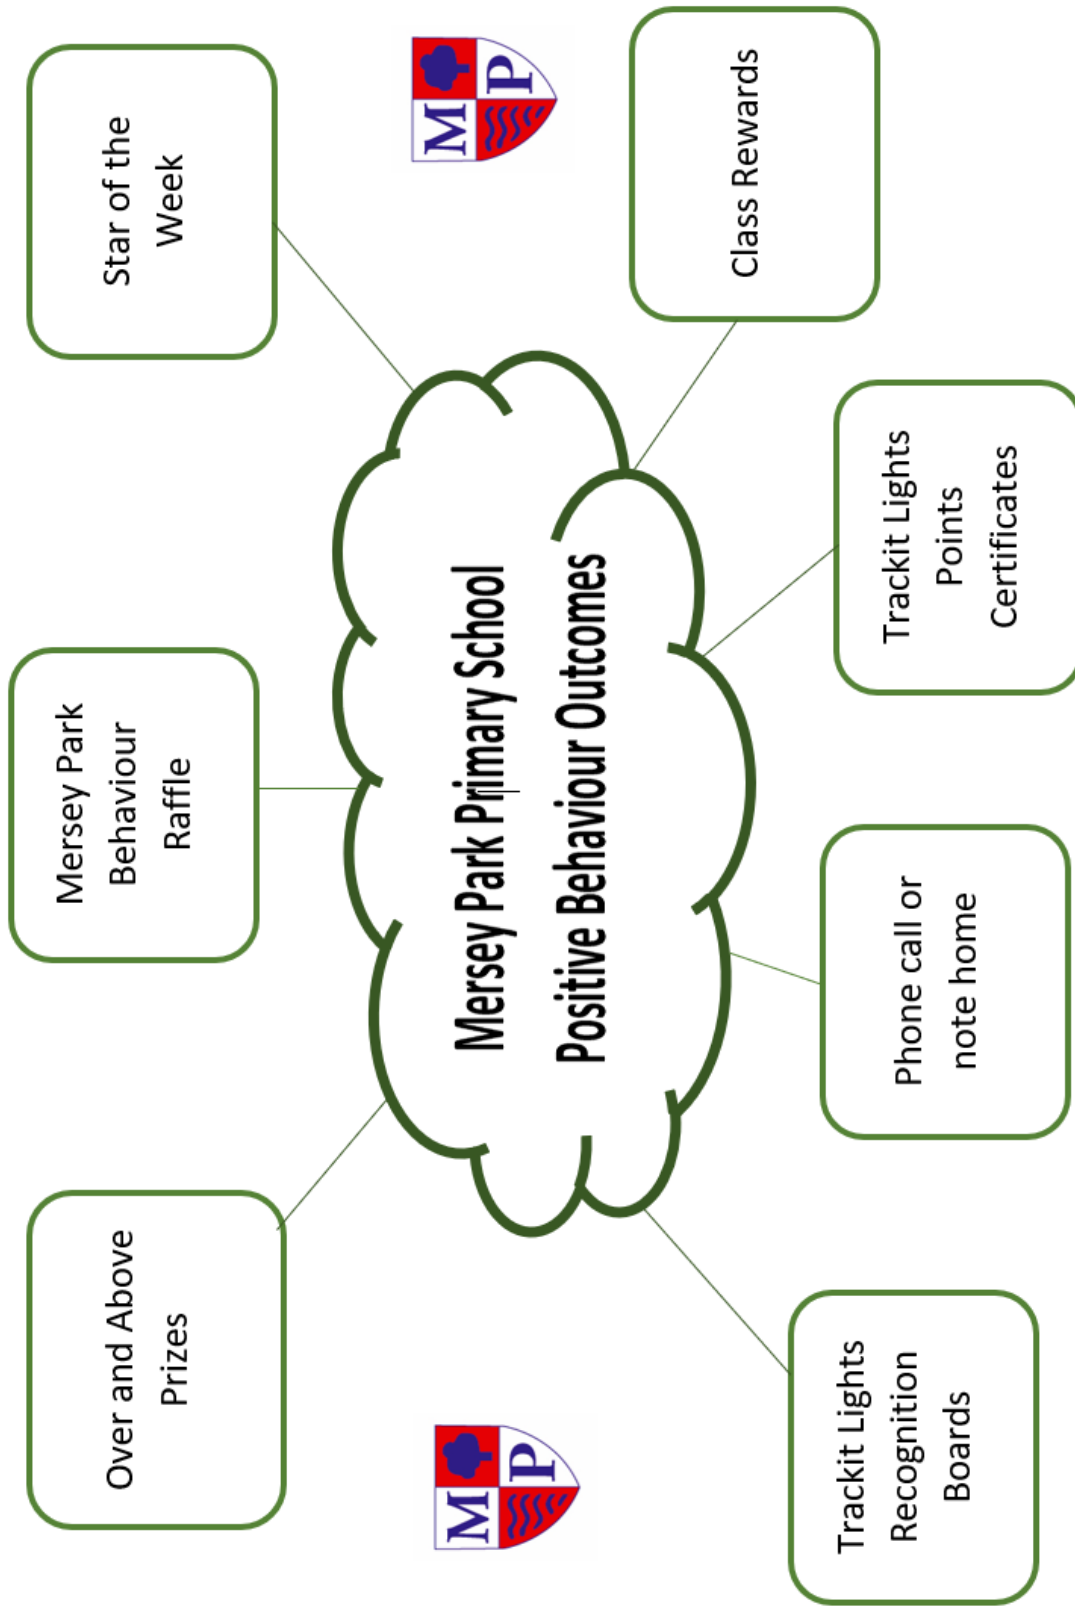 Over and Above
Prizes
Mersey Park
Behaviour
Raffle
Star of the
Week
M
P
Mersey Park Primary School
Positive Behaviour Outcomes
M
P
Trackit Lights
Recognition
Boards
Phone call or
note home
Trackit Lights
Points
Certificates
Class Rewards